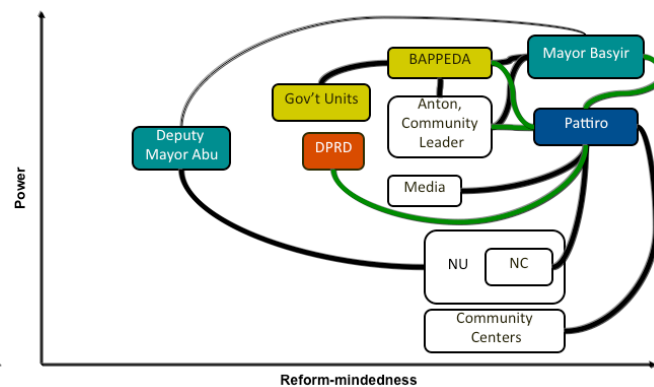 Mayor Basyir
BAPPEDA
Gov't Units
Anton,
Community
Leader
Pattiro
Deputy
Mayor Abu
DPRD
Media
NU
NC
Community
Centers
Power
Reform-mindedness